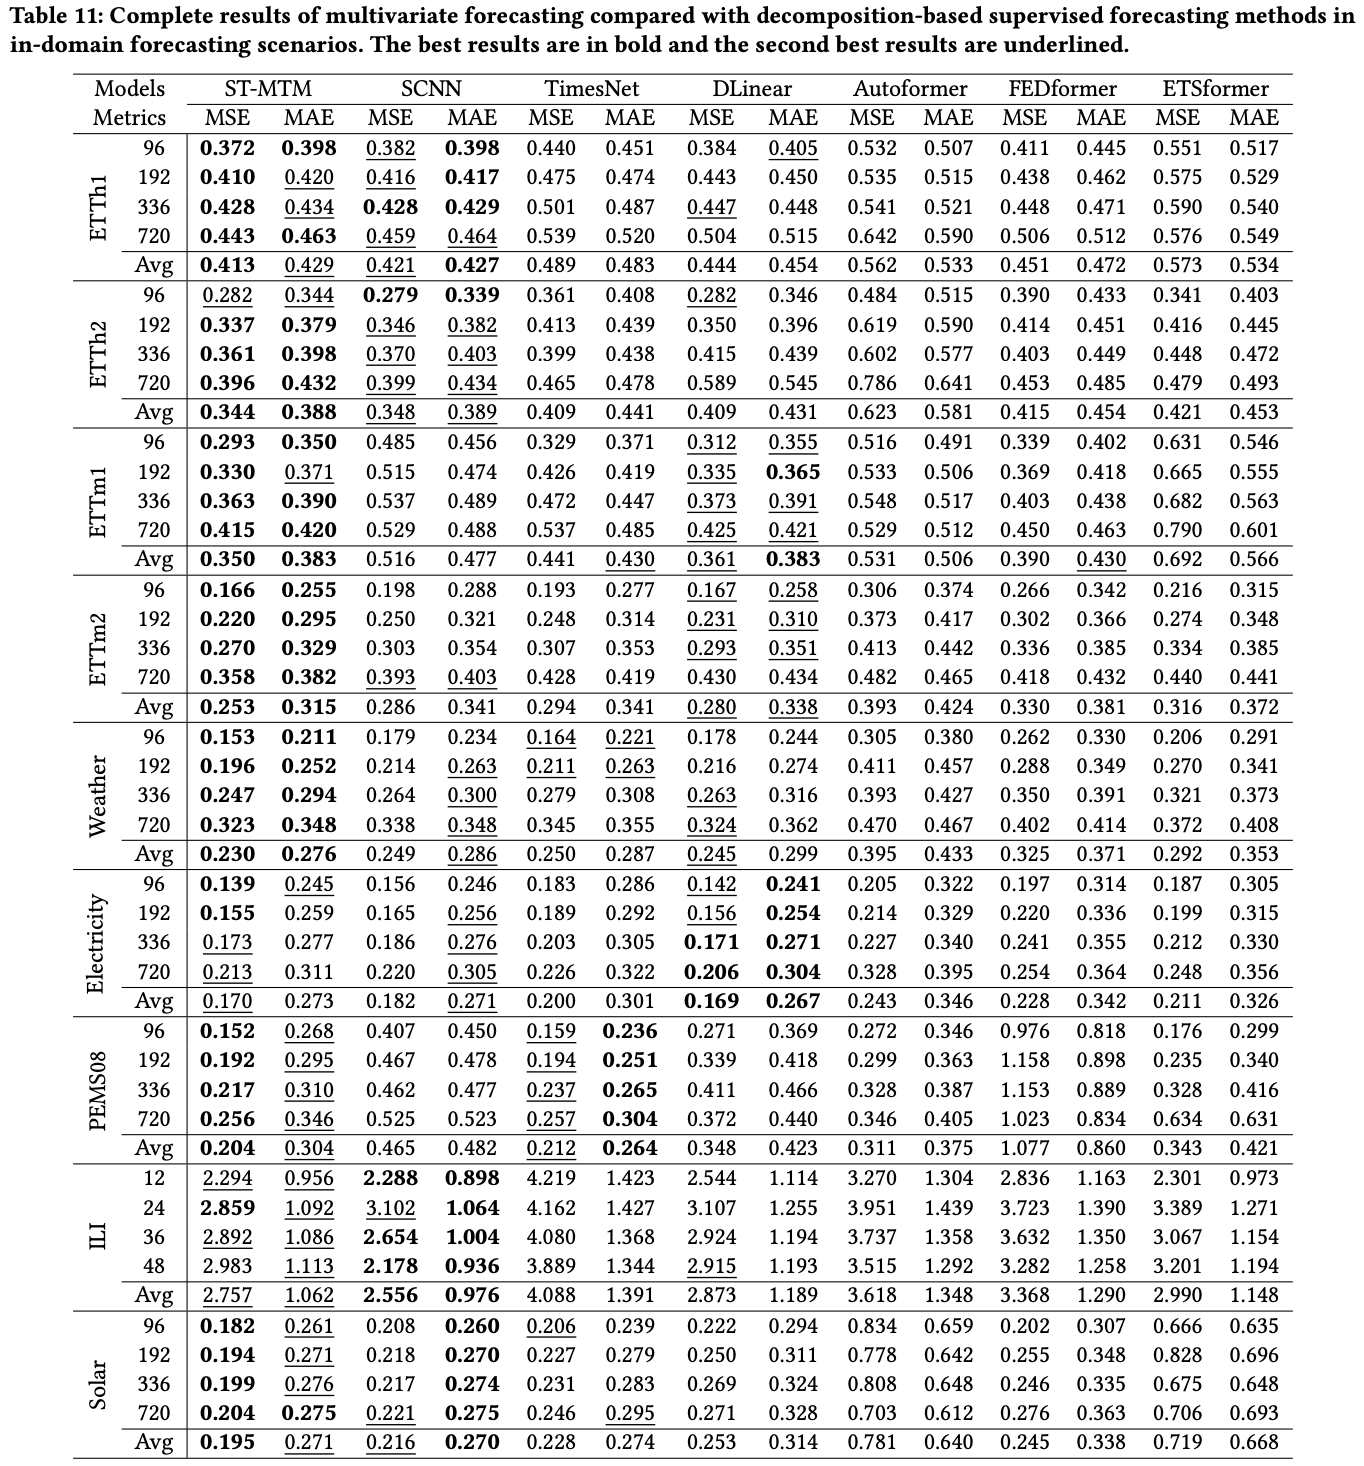 Table 11: Complete results of multivariate forecasting compared with decomposition-based supervised forecasting methods in
in-domain forecasting scenarios. The best results are in bold and the second best results are underlined.
Models ST-MTM SCNN TimesNet DLinear Autoformer FEDformer ETSformer
Metrics MSE MAE MSE MAE MSE MAE MSE MAE MSE MAE MSE MAE MSE MAE
ETTh1
96 0.372 0.398 0.382 0.398 0.440 0.451 0.384 0.405 0.532 0.507 0.411 0.445 0.551 0.517
192 0.410 0.420 0.416 0.417 0.475 0.474 0.443 0.450 0.535 0.515 0.438 0.462 0.575 0.529
336 0.428 0.434 0.428 0.429 0.501 0.487 0.447 0.448 0.541 0.521 0.448 0.471 0.590 0.540
720 0.443 0.463 0.459 0.464 0.539 0.520 0.504 0.515 0.642 0.590 0.506 0.512 0.576 0.549
Avg 0.413 0.429 0.421 0.427 0.489 0.483 0.444 0.454 0.562 0.533 0.451 0.472 0.573 0.534
ETTh2
96 0.282 0.344 0.279 0.339 0.361 0.408 0.282 0.346 0.484 0.515 0.390 0.433 0.341 0.403
192 0.337 0.379 0.346 0.382 0.413 0.439 0.350 0.396 0.619 0.590 0.414 0.451 0.416 0.445
336 0.361 0.398 0.370 0.403 0.399 0.438 0.415 0.439 0.602 0.577 0.403 0.449 0.448 0.472
720 0.396 0.432 0.399 0.434 0.465 0.478 0.589 0.545 0.786 0.641 0.453 0.485 0.479 0.493
Avg 0.344 0.388 0.348 0.389 0.409 0.441 0.409 0.431 0.623 0.581 0.415 0.454 0.421 0.453
ETTm1
96 0.293 0.350 0.485 0.456 0.329 0.371 0.312 0.355 0.516 0.491 0.339 0.402 0.631 0.546
192 0.330 0.371 0.515 0.474 0.426 0.419 0.335 0.365 0.533 0.506 0.369 0.418 0.665 0.555
336 0.363 0.390 0.537 0.489 0.472 0.447 0.373 0.391 0.548 0.517 0.403 0.438 0.682 0.563
720 0.415 0.420 0.529 0.488 0.537 0.485 0.425 0.421 0.529 0.512 0.450 0.463 0.790 0.601
Avg 0.350 0.383 0.516 0.477 0.441 0.430 0.361 0.383 0.531 0.506 0.390 0.430 0.692 0.566
ETTm2
96 0.166 0.255 0.198 0.288 0.193 0.277 0.167 0.258 0.306 0.374 0.266 0.342 0.216 0.315
192 0.220 0.295 0.250 0.321 0.248 0.314 0.231 0.310 0.373 0.417 0.302 0.366 0.274 0.348
336 0.270 0.329 0.303 0.354 0.307 0.353 0.293 0.351 0.413 0.442 0.336 0.385 0.334 0.385
720 0.358 0.382 0.393 0.403 0.428 0.419 0.430 0.434 0.482 0.465 0.418 0.432 0.440 0.441
Avg 0.253 0.315 0.286 0.341 0.294 0.341 0.280 0.338 0.393 0.424 0.330 0.381 0.316 0.372
Weather
96 0.153 0.211 0.179 0.234 0.164 0.221 0.178 0.244 0.305 0.380 0.262 0.330 0.206 0.291
192 0.196 0.252 0.214 0.263 0.211 0.263 0.216 0.274 0.411 0.457 0.288 0.349 0.270 0.341
336 0.247 0.294 0.264 0.300 0.279 0.308 0.263 0.316 0.393 0.427 0.350 0.391 0.321 0.373
720 0.323 0.348 0.338 0.348 0.345 0.355 0.324 0.362 0.470 0.467 0.402 0.414 0.372 0.408
Avg 0.230 0.276 0.249 0.286 0.250 0.287 0.245 0.299 0.395 0.433 0.325 0.371 0.292 0.353
Electricity
96 0.139 0.245 0.156 0.246 0.183 0.286 0.142 0.241 0.205 0.322 0.197 0.314 0.187 0.305
192 0.155 0.259 0.165 0.256 0.189 0.292 0.156 0.254 0.214 0.329 0.220 0.336 0.199 0.315
336 0.173 0.277 0.186 0.276 0.203 0.305 0.171 0.271 0.227 0.340 0.241 0.355 0.212 0.330
720 0.213 0.311 0.220 0.305 0.226 0.322 0.206 0.304 0.328 0.395 0.254 0.364 0.248 0.356
Avg 0.170 0.273 0.182 0.271 0.200 0.301 0.169 0.267 0.243 0.346 0.228 0.342 0.211 0.326
PEMS08
96 0.152 0.268 0.407 0.450 0.159 0.236 0.271 0.369 0.272 0.346 0.976 0.818 0.176 0.299
192 0.192 0.295 0.467 0.478 0.194 0.251 0.339 0.418 0.299 0.363 1.158 0.898 0.235 0.340
336 0.217 0.310 0.462 0.477 0.237 0.265 0.411 0.466 0.328 0.387 1.153 0.889 0.328 0.416
720 0.256 0.346 0.525 0.523 0.257 0.304 0.372 0.440 0.346 0.405 1.023 0.834 0.634 0.631
Avg 0.204 0.304 0.465 0.482 0.212 0.264 0.348 0.423 0.311 0.375 1.077 0.860 0.343 0.421
ILI
12 2.294 0.956 2.288 0.898 4.219 1.423 2.544 1.114 3.270 1.304 2.836 1.163 2.301 0.973
24 2.859 1.092 3.102 1.064 4.162 1.427 3.107 1.255 3.951 1.439 3.723 1.390 3.389 1.271
36 2.892 1.086 2.654 1.004 4.080 1.368 2.924 1.194 3.737 1.358 3.632 1.350 3.067 1.154
48 2.983 1.113 2.178 0.936 3.889 1.344 2.915 1.193 3.515 1.292 3.282 1.258 3.201 1.194
Avg 2.757 1.062 2.556 0.976 4.088 1.391 2.873 1.189 3.618 1.348 3.368 1.290 2.990 1.148
Solar
96 0.182 0.261 0.208 0.260 0.206 0.239 0.222 0.294 0.834 0.659 0.202 0.307 0.666 0.635
192 0.194 0.271 0.218 0.270 0.227 0.279 0.250 0.311 0.778 0.642 0.255 0.348 0.828 0.696
336 0.199 0.276 0.217 0.274 0.231 0.283 0.269 0.324 0.808 0.648 0.246 0.335 0.675 0.648
720 0.204 0.275 0.221 0.275 0.246 0.295 0.271 0.328 0.703 0.612 0.276 0.363 0.706 0.693
Avg 0.195 0.271 0.216 0.270 0.228 0.274 0.253 0.314 0.781 0.640 0.245 0.338 0.719 0.668